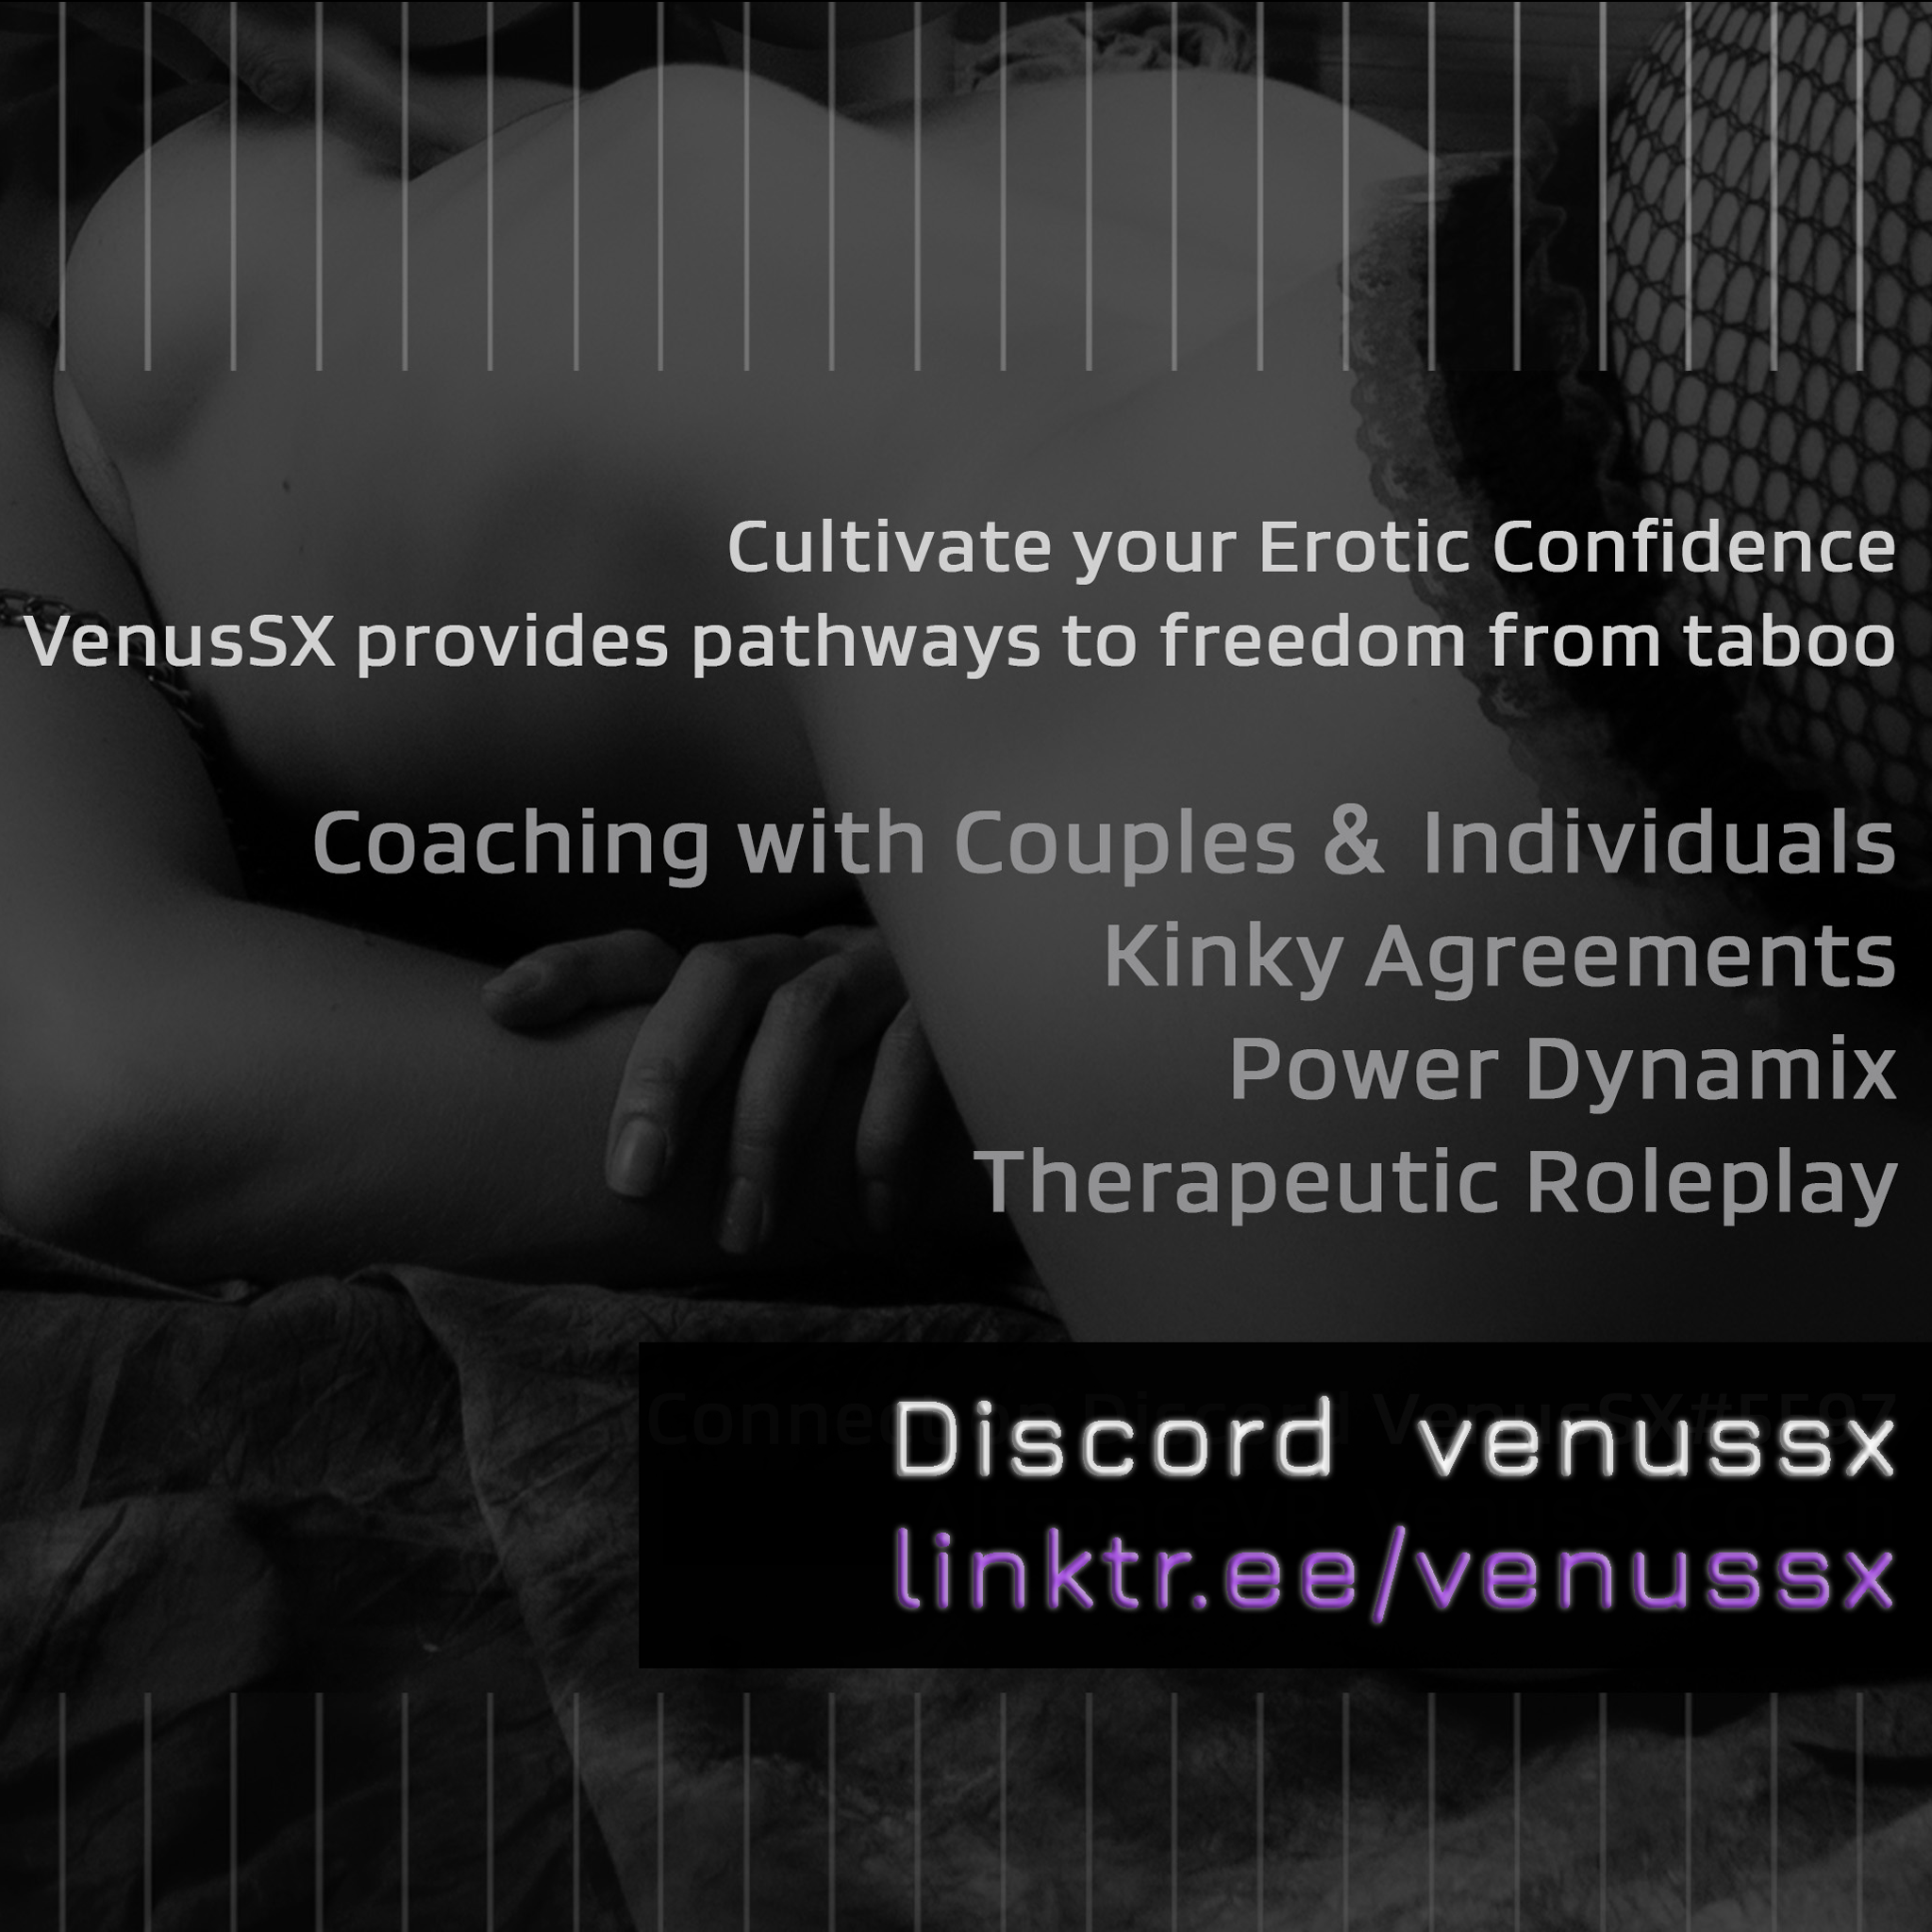 Cultivate your Erotic Confidence
VenusSX provides pathways to freedom from taboo
Coaching with Couples & Individuals
Kinky Agreements
Power Dynamix
Therapeutic Roleplay
Discord venussx
linktr.ee/venussx